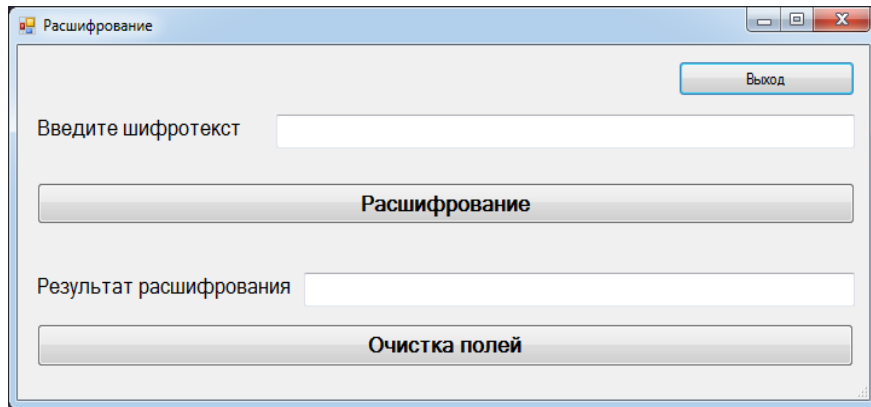 Расшифрование
Выход
Введите шифротекст
Расшифрование
Результат расшифрования
Очистка полей